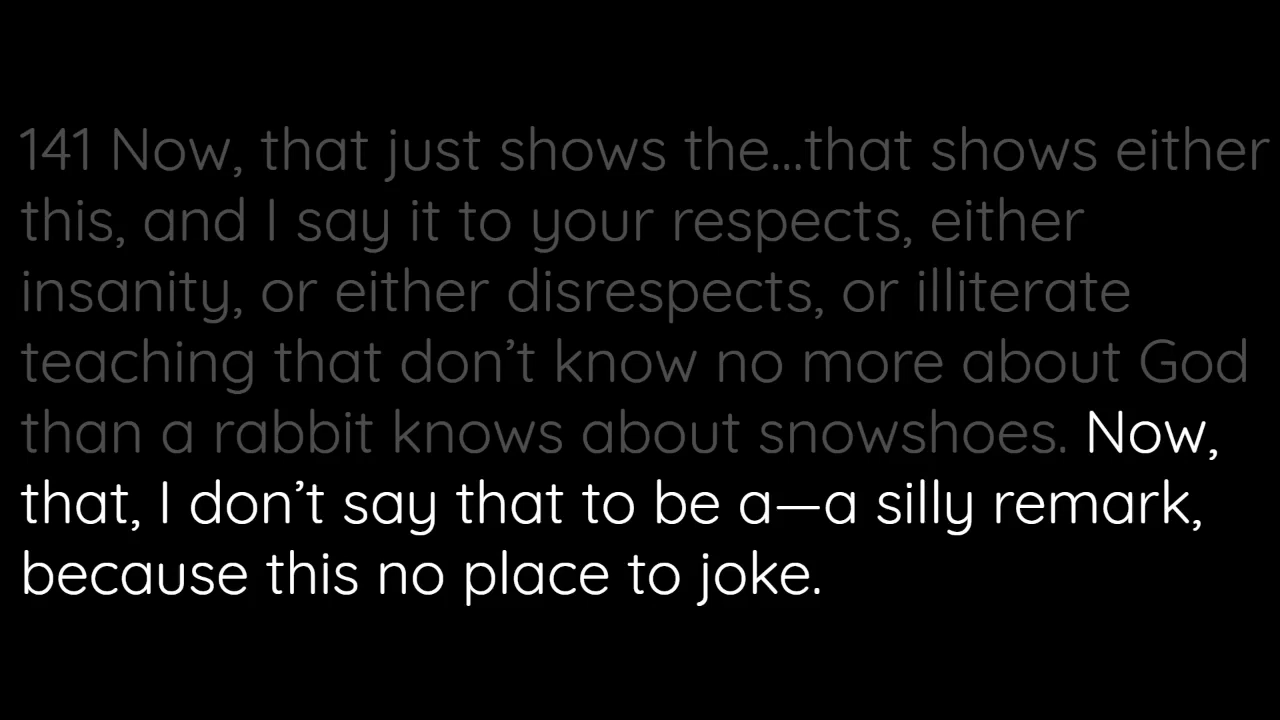 141 Now, that just shows the...that shows either
this, and I say it to your respects, either
insanity, or either disrespects, or illiterate
teaching that don’t know no more about God
than a rabbit knows about snowshoes. Now,
that, I don’t say that to be a—a silly remark,
because this no place to joke.